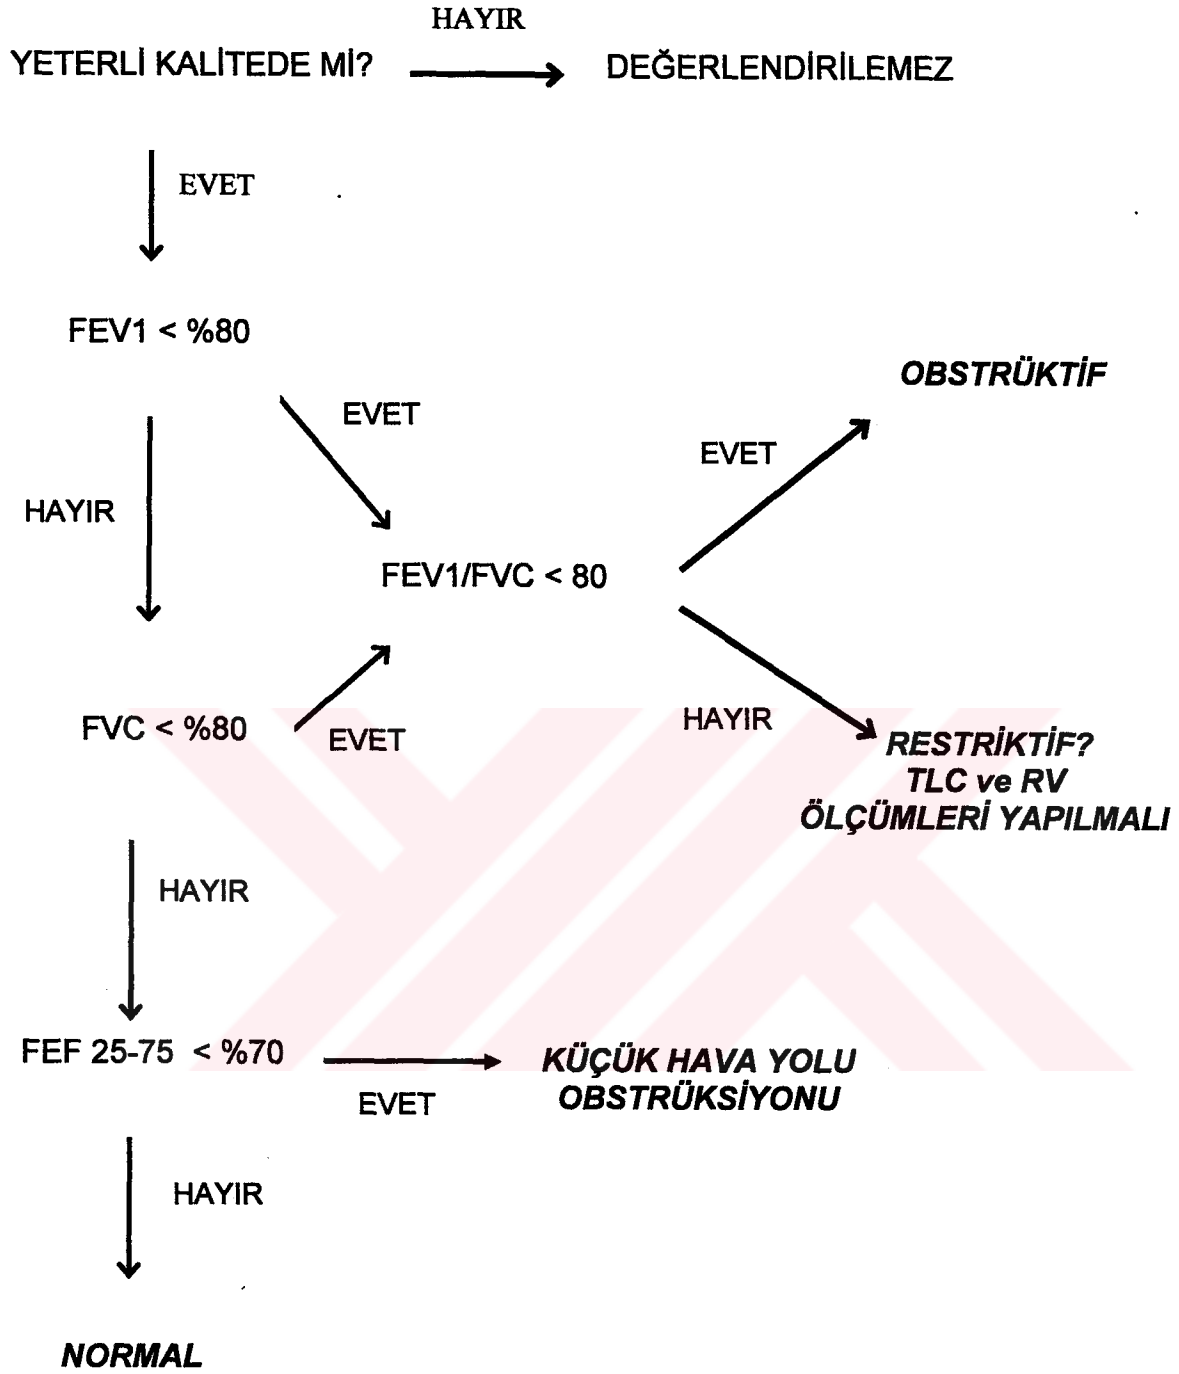 HAYIR
YETERLİ KALİTEDE Mİ?
DEĞERLENDİRİLEMEZ
EVET
FEV1 < %80
OBSTRÜKTİF
EVET
EVET
HAYIR
FEV1/FVC < 80
FVC < %80
EVET
HAYIR
RESTRİKTİF?
TLC ve RV
ÖLÇÜMLERİ YAPILMALI
HAYIR
FEF 25-75 < %70
KÜÇÜK HAVA YOLU
OBSTRÜKSİYONU
EVET
HAYIR
NORMAL